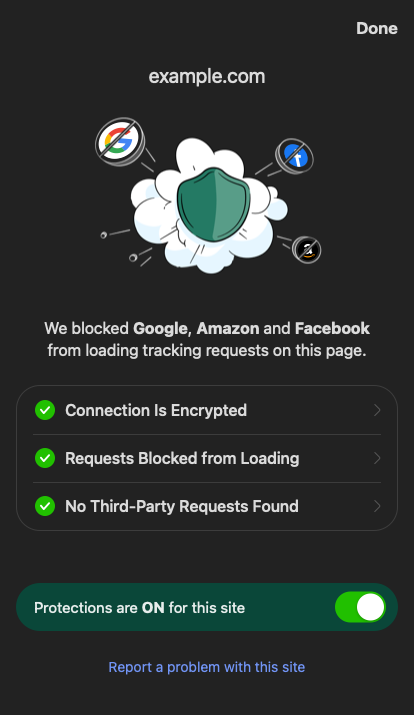 Done
example.com
We blocked Google, Amazon and Facebook
from loading tracking requests on this page.
Connection Is Encrypted
Requests Blocked from Loading
No Third-Party Requests Found
Protections are ON for this site
Report a problem with this site